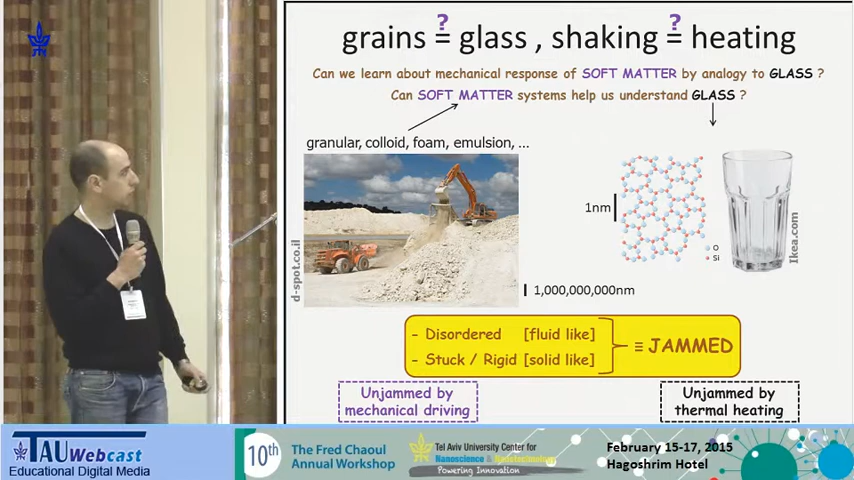 grains ?= glass , shaking ?= heating
Can we learn about mechanical response of SOFT MATTER by analogy to GLASS ?
Can SOFT MATTER systems help us understand GLASS ?
granular, colloid, foam, emulsion, ...
d-spot.co.il
1,000,000,000nm
1nm
O
Si
Ikea.com
- Disordered [fluid like]
- Stuck / Rigid [solid like]
≡ JAMMED
Unjammed by
mechanical driving
Unjammed by
thermal heating
TAU Webcast
Educational Digital Media
10th
The Fred Chaoul
Annual Workshop
Tel Aviv University Center for
Nanoscience & Nanotechnology
Powering Innovation
February 15-17, 2015
Hagoshrim Hotel